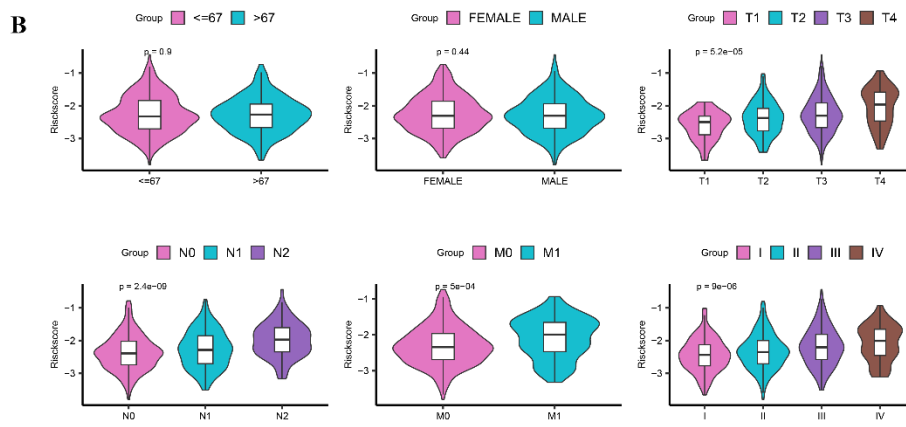 B
Group <=67 >67
p = 0.9
Risckscore
−1
−2
−3
<=67 >67
Group FEMALE MALE
p = 0.44
Risckscore
−1
−2
−3
FEMALE MALE
Group T1 T2 T3 T4
p = 5.2e−05
Risckscore
−1
−2
−3
T1 T2 T3 T4
Group N0 N1 N2
p = 2.4e−09
Risckscore
−1
−2
−3
N0 N1 N2
Group M0 M1
p = 5e−04
Risckscore
−1
−2
−3
M0 M1
Group I II III IV
p = 9e−06
Risckscore
−1
−2
−3
I II III IV